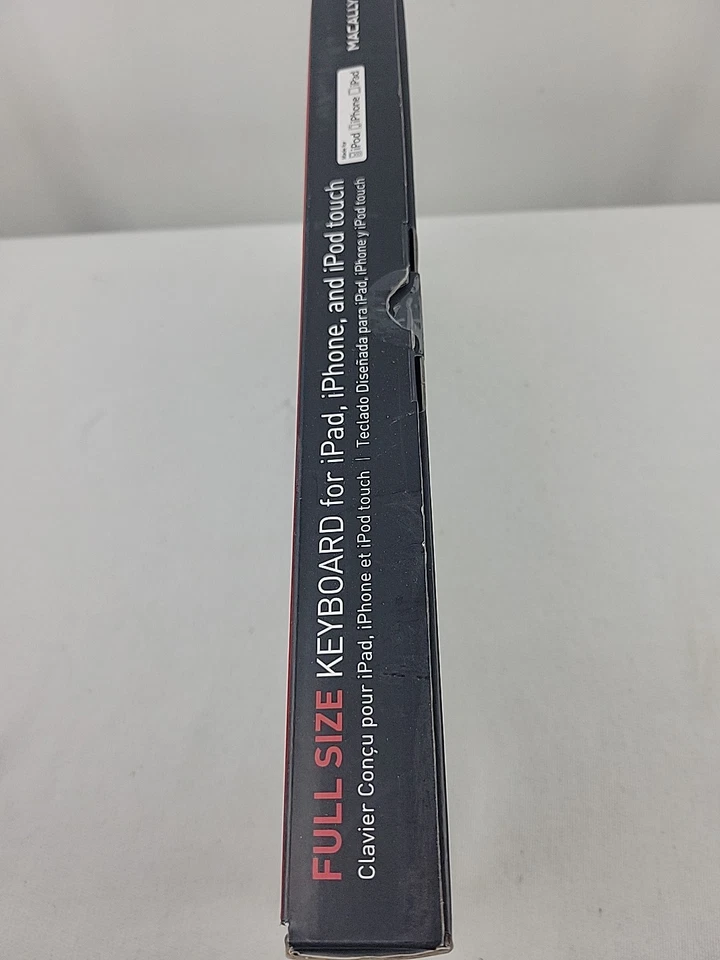 FULL SIZE KEYBOARD for iPad, iPhone, and iPod touch
Clavier Conçu pour iPad, iPhone et iPod touch | Teclado Diseñada para iPad, iPhone y iPod touch
Made for
iPod iPhone iPad
MACALLY